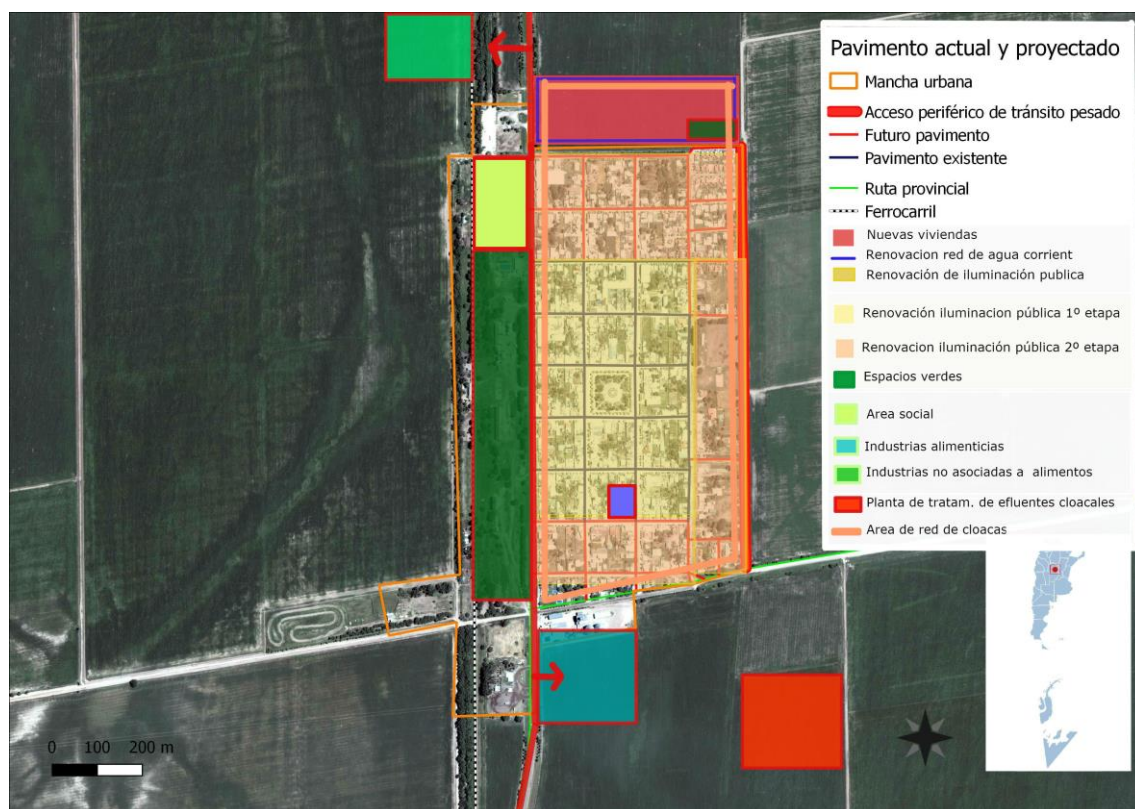 Pavimento actual y proyectado
Mancha urbana
Acceso periférico de tránsito pesado
Futuro pavimento
Pavimento existente
Ruta provincial
Ferrocarril
Nuevas viviendas
Renovacion red de agua corrient
Renovación de iluminación publica
Renovación iluminacion pública 1º etapa
Renovacion iluminación pública 2º etapa
Espacios verdes
Area social
Industrias alimenticias
Industrias no asociadas a alimentos
Planta de tratam. de efluentes cloacales
Area de red de cloacas
0 100 200 m